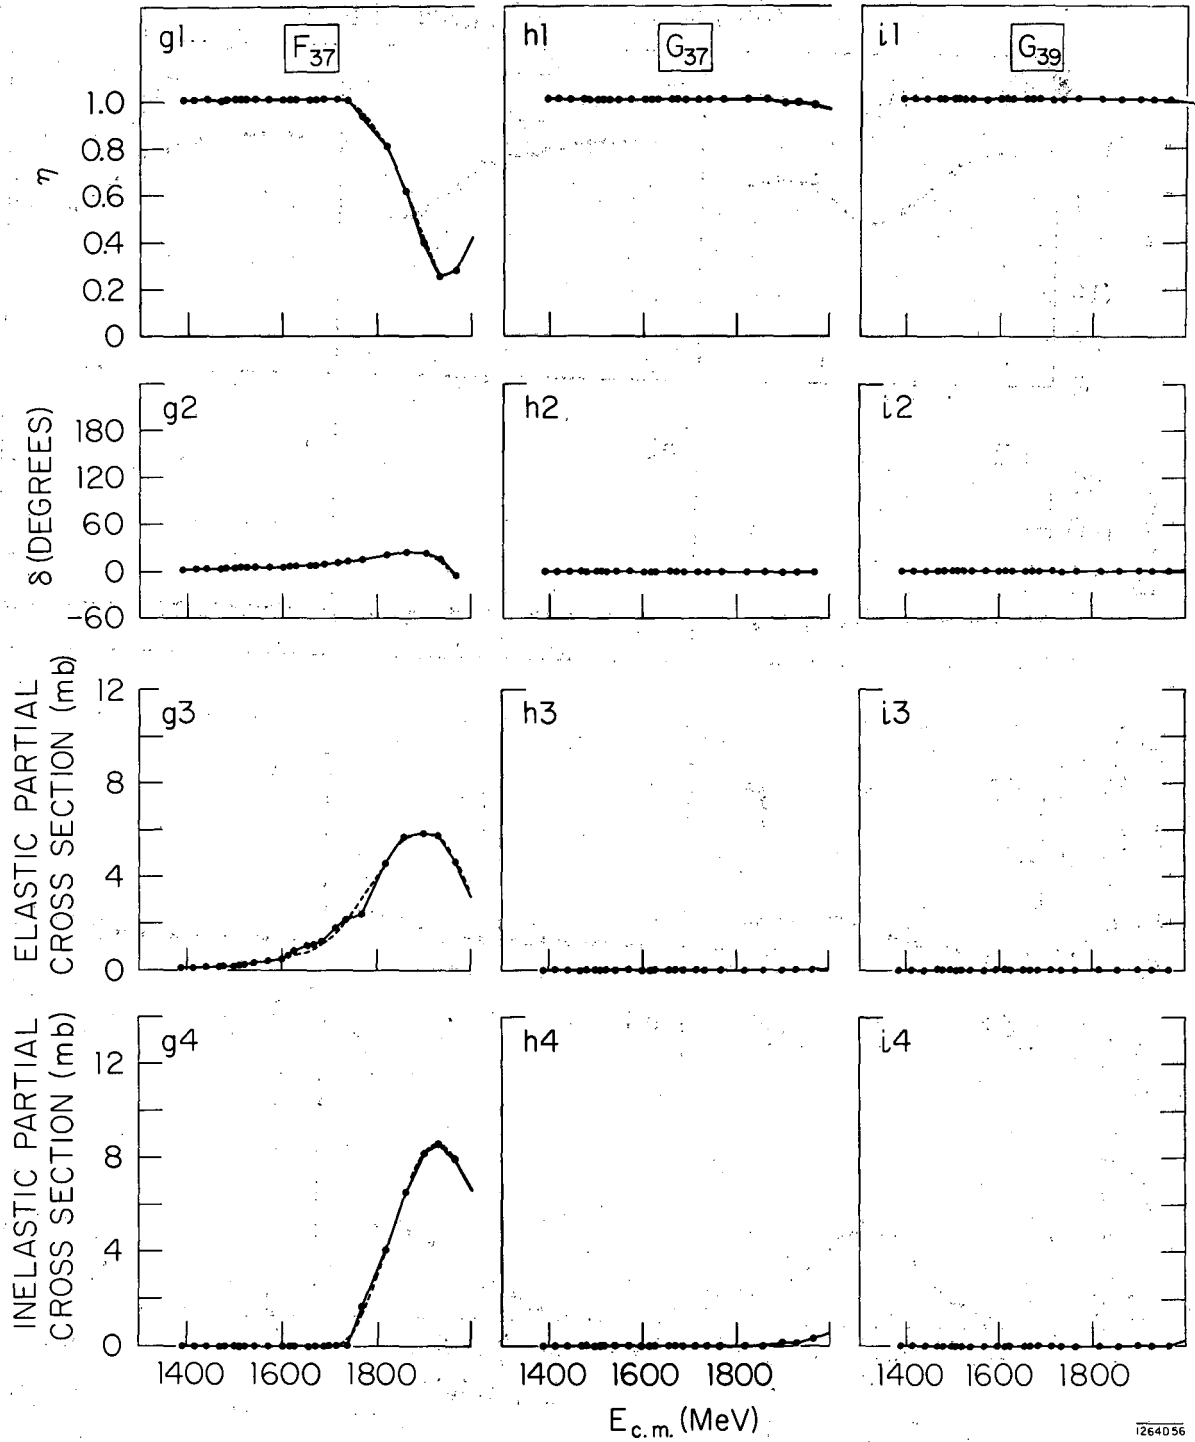 g1 F37 h1 G37 i1 G39
η
1.0
0.8
0.6
0.4
0.2
0
g2 h2 i2
δ (DEGREES)
180
120
60
0
-60
g3 h3 i3
ELASTIC PARTIAL
CROSS SECTION (mb)
12
8
4
0
g4 h4 i4
INELASTIC PARTIAL
CROSS SECTION (mb)
12
8
4
0
1400 1600 1800 1400 1600 1800 1400 1600 1800
Ec.m. (MeV)
1264D56